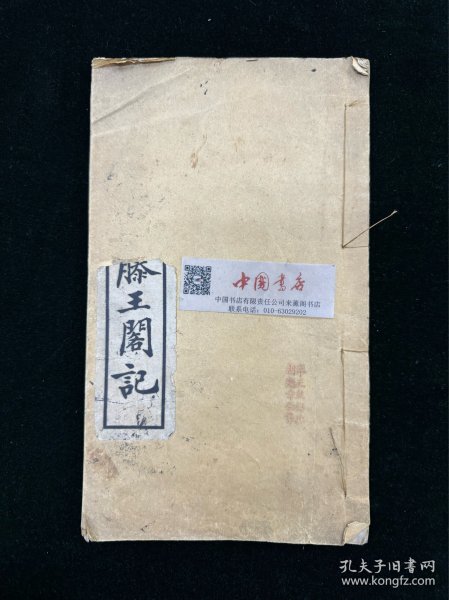 滕王閣記
中國書店
中国书店有限责任公司来薰阁书店
联系电话：010-63029202
孔夫子旧书网
www.kongfz.com